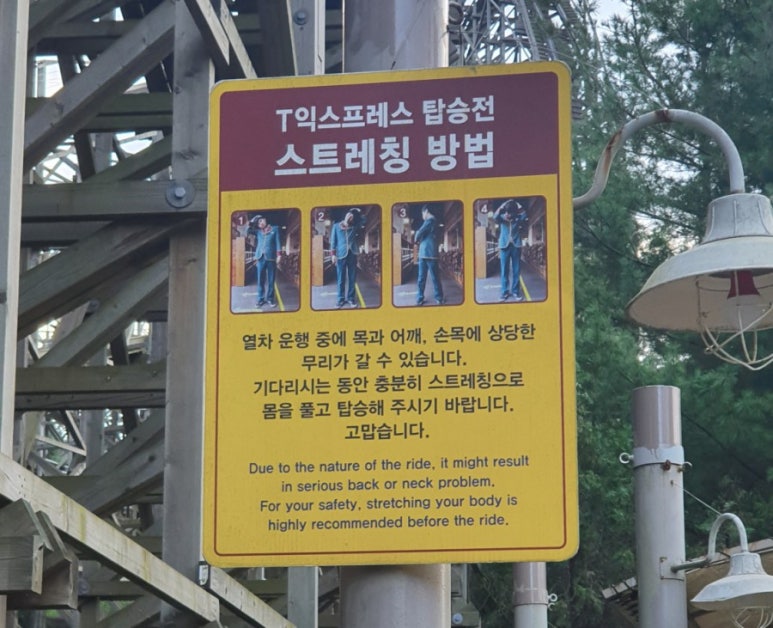 T익스프레스 탑승전
스트레칭 방법
1 2 3 4
열차 운행 중에 목과 어깨, 손목에 상당한
무리가 갈 수 있습니다.
기다리시는 동안 충분히 스트레칭으로
몸을 풀고 탑승해 주시기 바랍니다.
고맙습니다.
Due to the nature of the ride, it might result
in serious back or neck problem.
For your safety, stretching your body is
highly recommended before the ride.